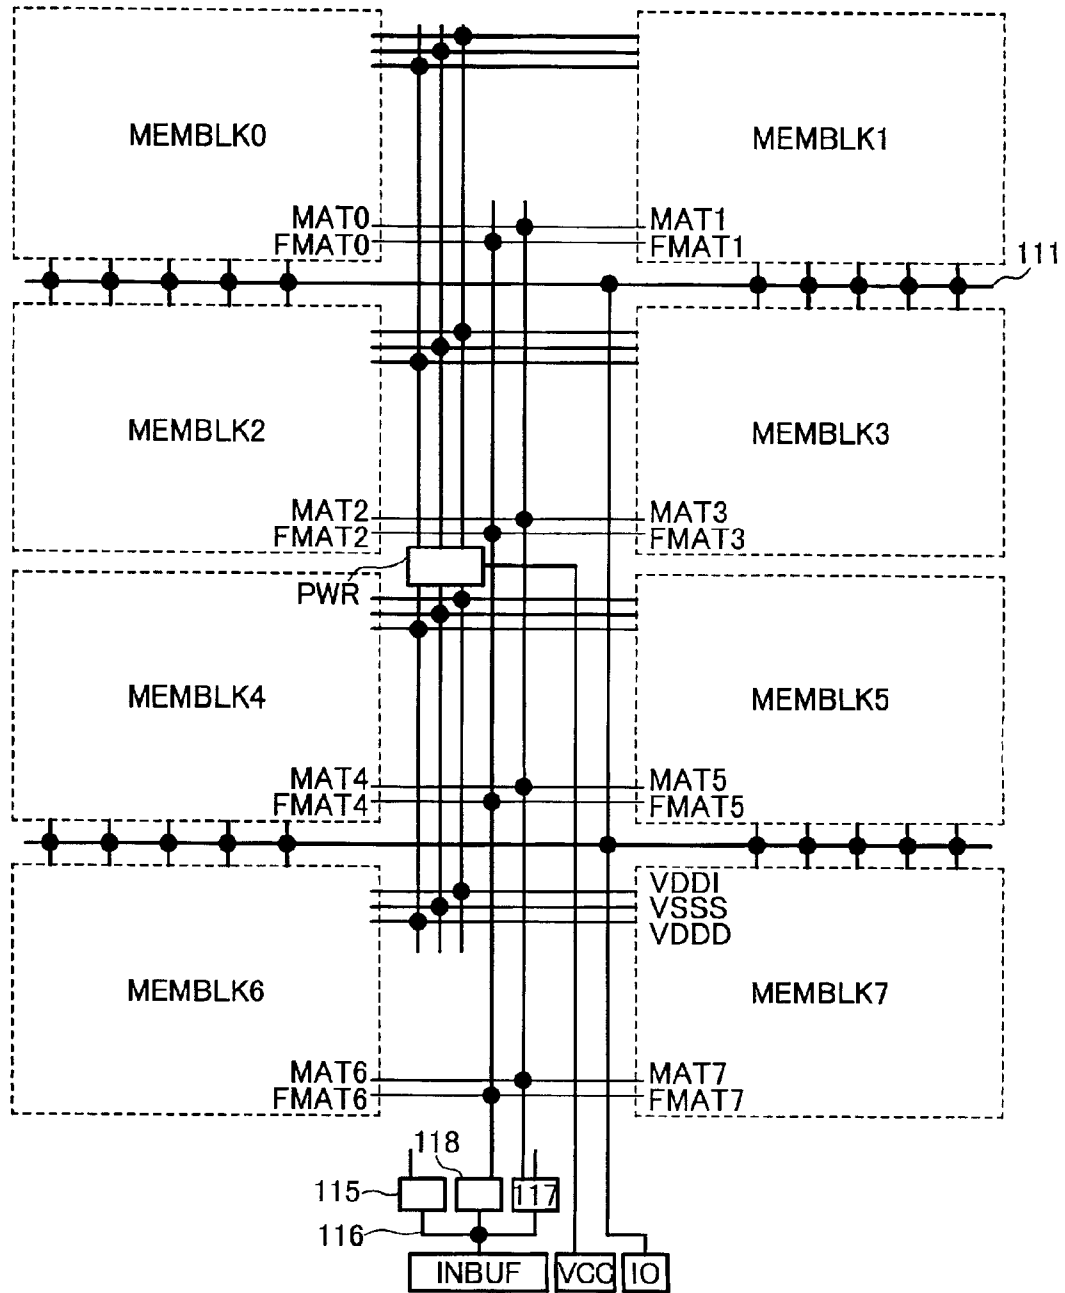 MEMBLK0
MEMBLK1
MAT0
MAT1
FMAT0
FMAT1
111
MEMBLK2
MEMBLK3
MAT2
MAT3
FMAT2
FMAT3
PWR
MEMBLK4
MEMBLK5
MAT4
MAT5
FMAT4
FMAT5
VDDI
VSSS
VDDD
MEMBLK6
MEMBLK7
MAT6
MAT7
FMAT6
FMAT7
118
115
117
116
INBUF
VCC
IO